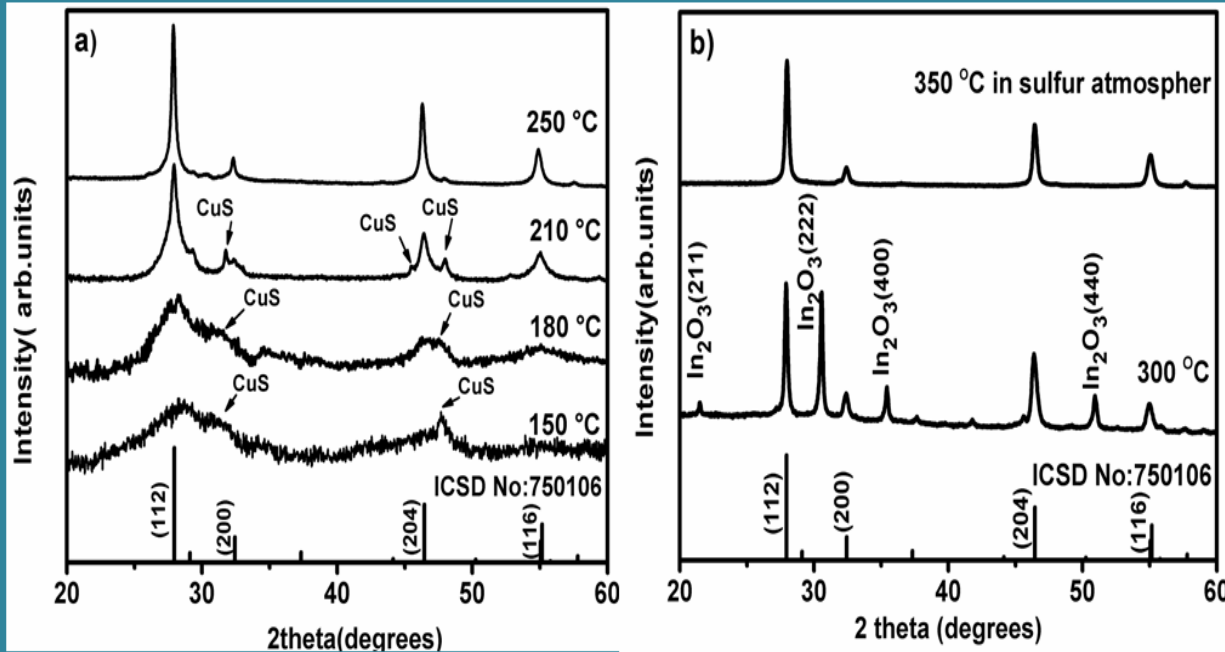 a)
250 °C
CuS
CuS
CuS
210 °C
CuS
CuS
180 °C
CuS
CuS
150 °C
ICSD No:750106
(112)
(200)
(204)
(116)
20 30 40 50 60
2theta(degrees)
Intensity( arb.units)
b)
350 °C in sulfur atmospher
In2O3(211)
In2O3(222)
In2O3(400)
In2O3(440)
300 °C
ICSD No:750106
(112)
(200)
(204)
(116)
20 30 40 50 60
2 theta (degrees)
Intensity(arb.units)